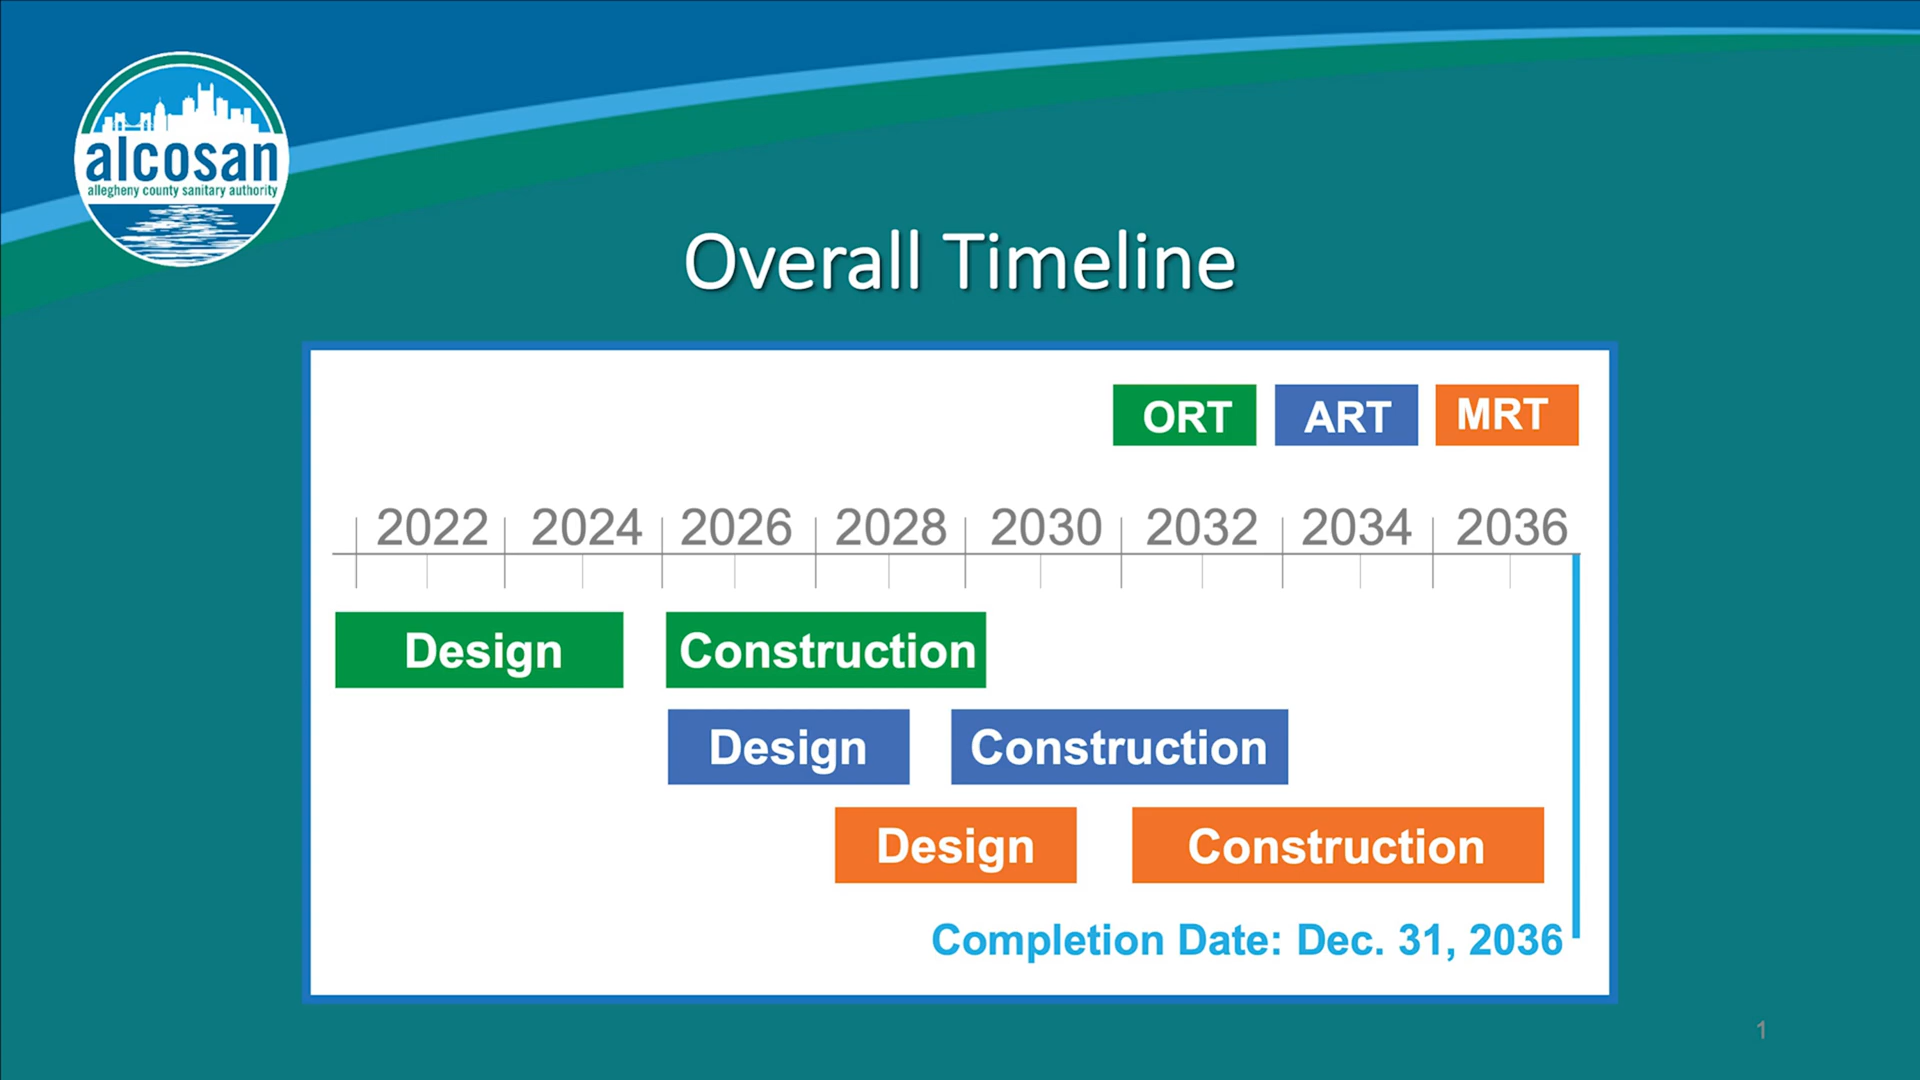 alcosan
allegheny county sanitary authority
Overall Timeline
ORT ART MRT
2022 2024 2026 2028 2030 2032 2034 2036
Design Construction
Design Construction
Design Construction
Completion Date: Dec. 31, 2036
1